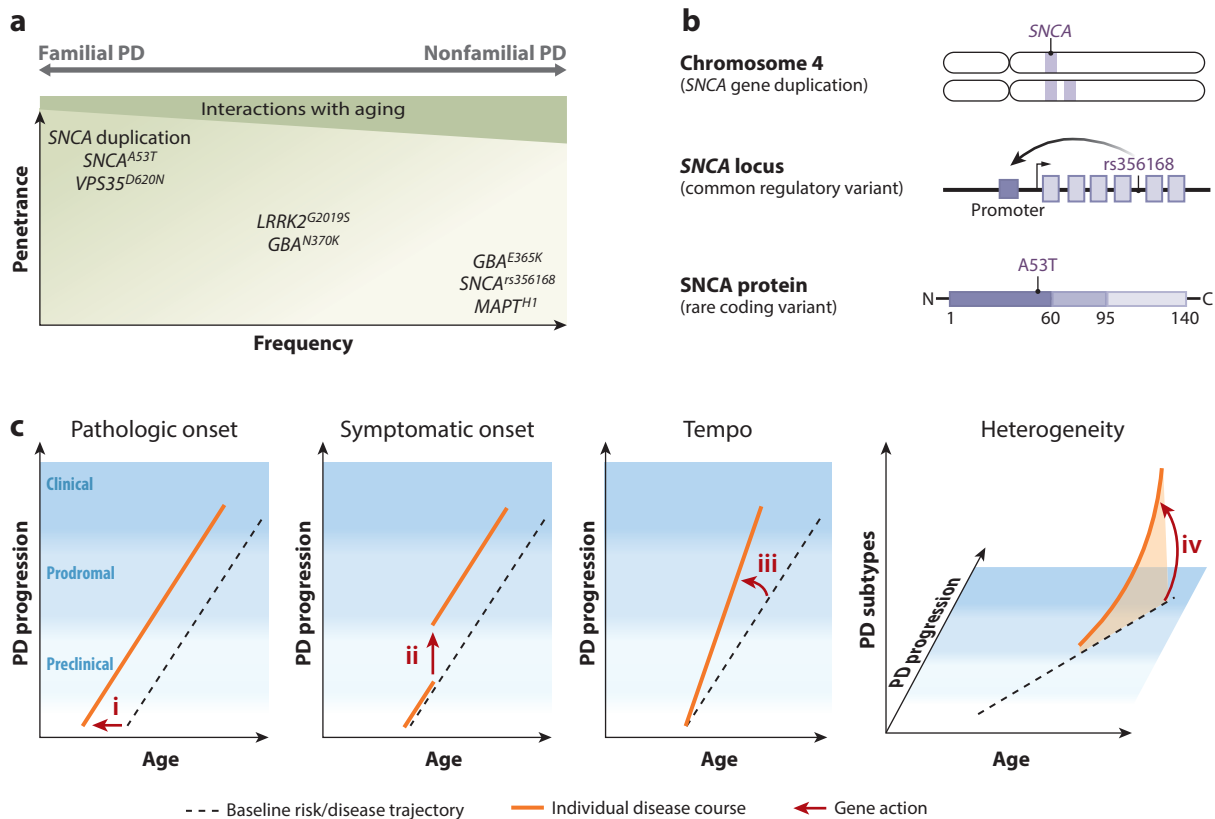 a
Familial PD Nonfamilial PD
Interactions with aging
Penetrance
SNCA duplication
SNCA^A53T
VPS35^D620N
LRRK2^G2019S
GBA^N370K
GBA^E365K
SNCA^rs356168
MAPT^H1
Frequency
b
SNCA
Chromosome 4
(SNCA gene duplication)
SNCA locus
(common regulatory variant)
rs356168
Promoter
SNCA protein
(rare coding variant)
A53T
N C
1 60 95 140
c
Pathologic onset
PD progression
Clinical
Prodromal
Preclinical
i
Age
Symptomatic onset
PD progression
ii
Age
Tempo
PD progression
iii
Age
Heterogeneity
PD subtypes
PD progression
iv
Age
Baseline risk/disease trajectory Individual disease course Gene action